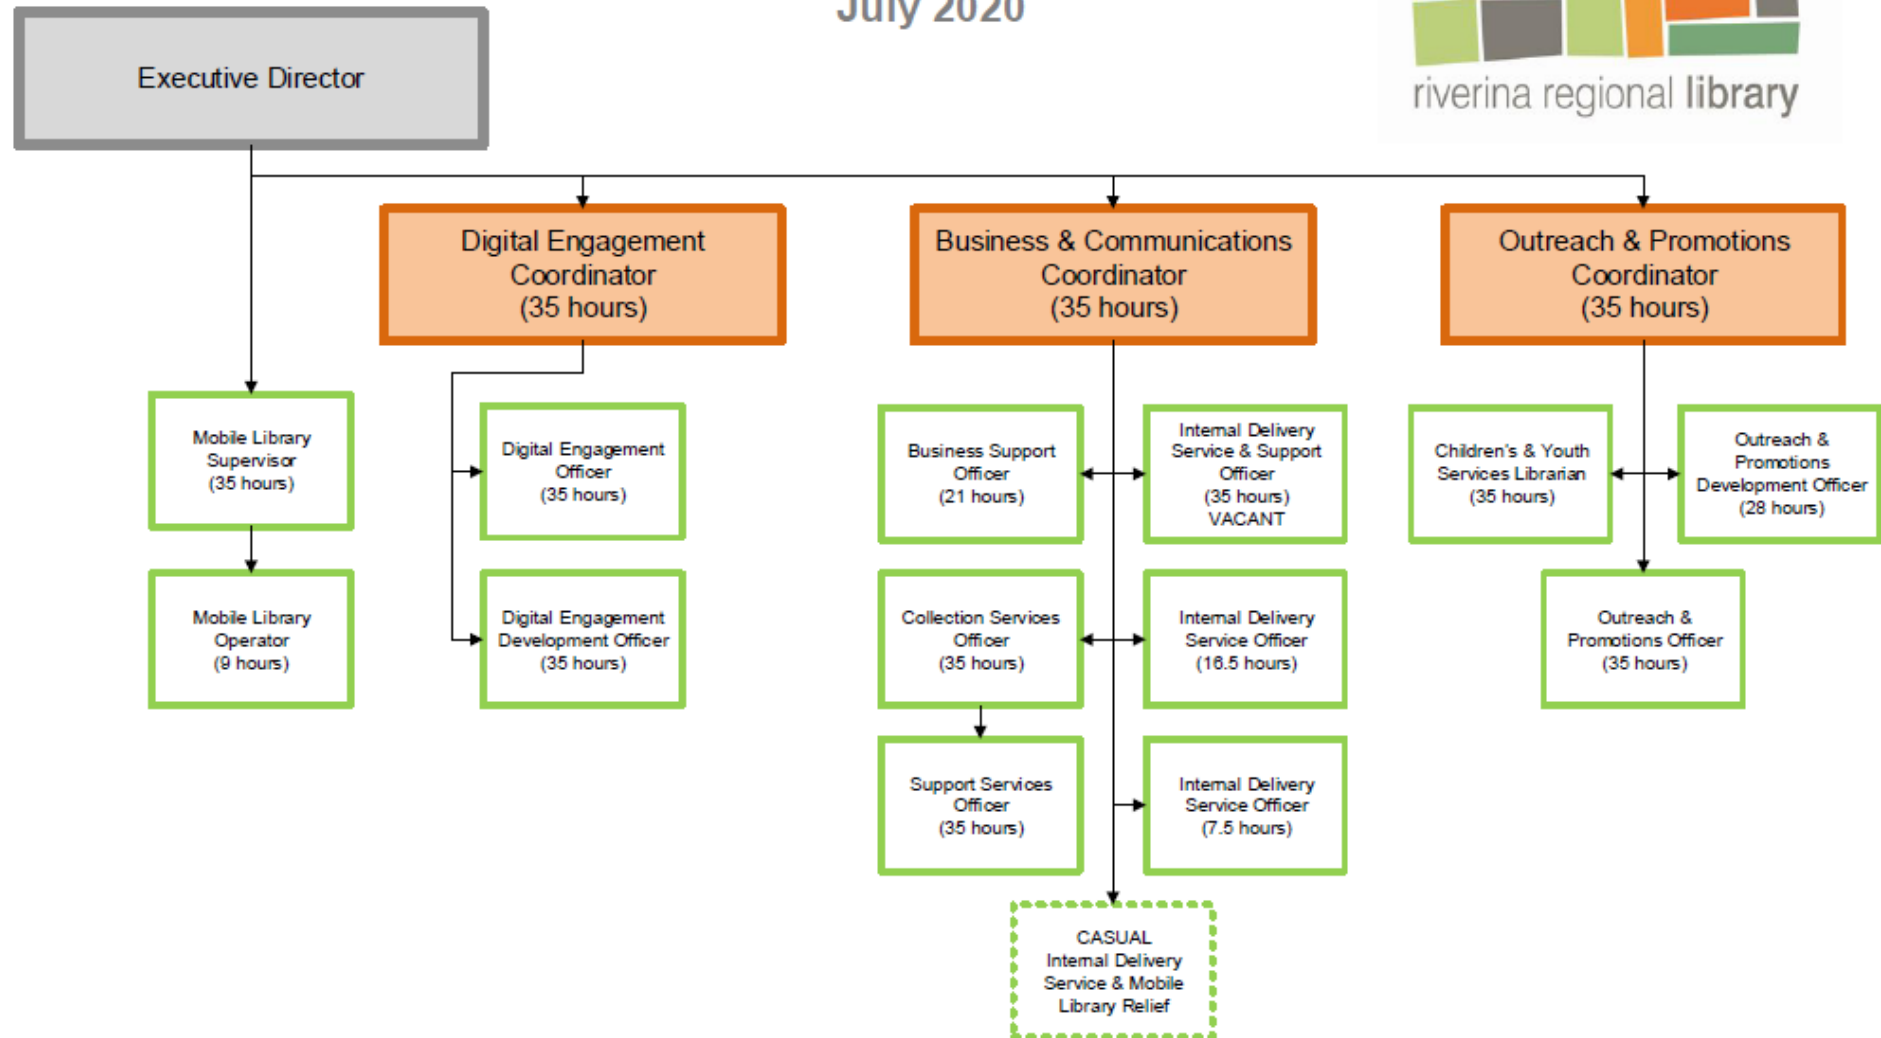 July 2020
riverina regional library
Executive Director
Digital Engagement
Coordinator
(35 hours)
Business & Communications
Coordinator
(35 hours)
Outreach & Promotions
Coordinator
(35 hours)
Mobile Library
Supervisor
(35 hours)
Digital Engagement
Officer
(35 hours)
Business Support
Officer
(21 hours)
Internal Delivery
Service & Support
Officer
(35 hours)
VACANT
Children's & Youth
Services Librarian
(35 hours)
Outreach &
Promotions
Development Officer
(28 hours)
Mobile Library
Operator
(9 hours)
Digital Engagement
Development Officer
(35 hours)
Collection Services
Officer
(35 hours)
Internal Delivery
Service Officer
(16.5 hours)
Outreach &
Promotions Officer
(35 hours)
Support Services
Officer
(35 hours)
Internal Delivery
Service Officer
(7.5 hours)
CASUAL
Internal Delivery
Service & Mobile
Library Relief